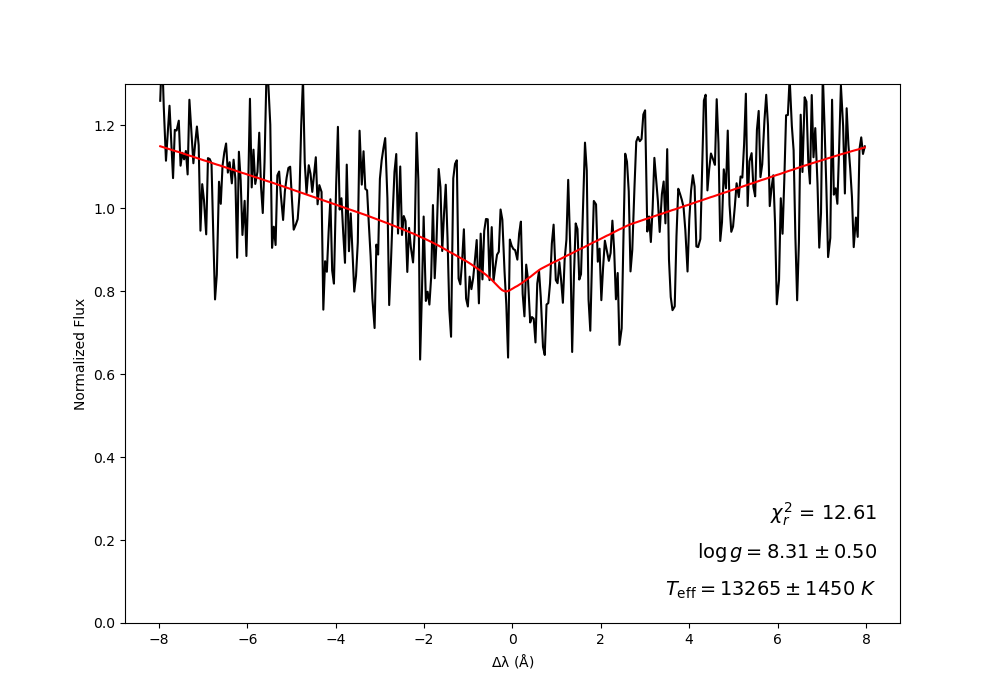 1.2
1.0
0.8
0.6
0.4
0.2
0.0
Normalized Flux
χ²ᵣ = 12.61
log g = 8.31 ± 0.50
T_eff = 13265 ± 1450 K
−8 −6 −4 −2 0 2 4 6 8
Δλ (Å)